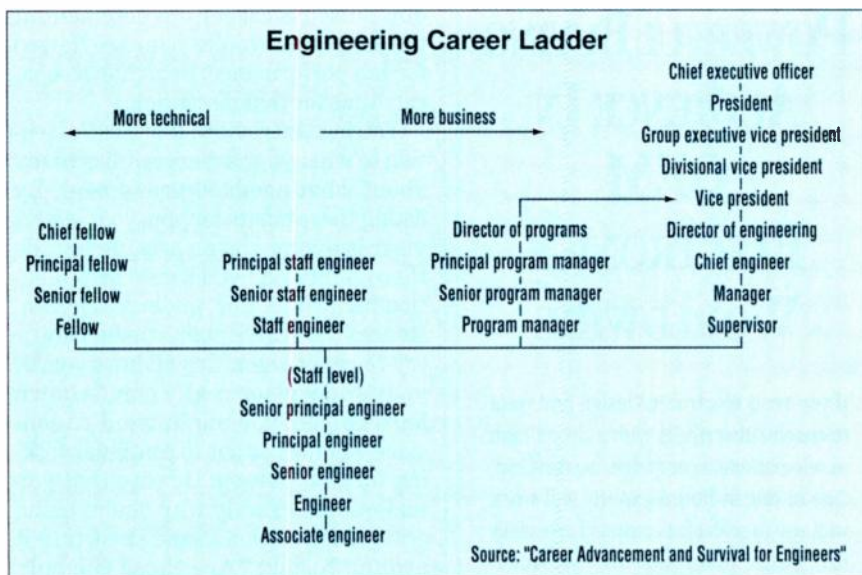 Engineering Career Ladder
More technical
More business
Chief executive officer
President
Group executive vice president
Divisional vice president
Vice president
Chief fellow
Principal fellow
Senior fellow
Fellow
Principal staff engineer
Senior staff engineer
Staff engineer
Director of programs
Principal program manager
Senior program manager
Program manager
Director of engineering
Chief engineer
Manager
Supervisor
(Staff level)
Senior principal engineer
Principal engineer
Senior engineer
Engineer
Associate engineer
Source: "Career Advancement and Survival for Engineers"